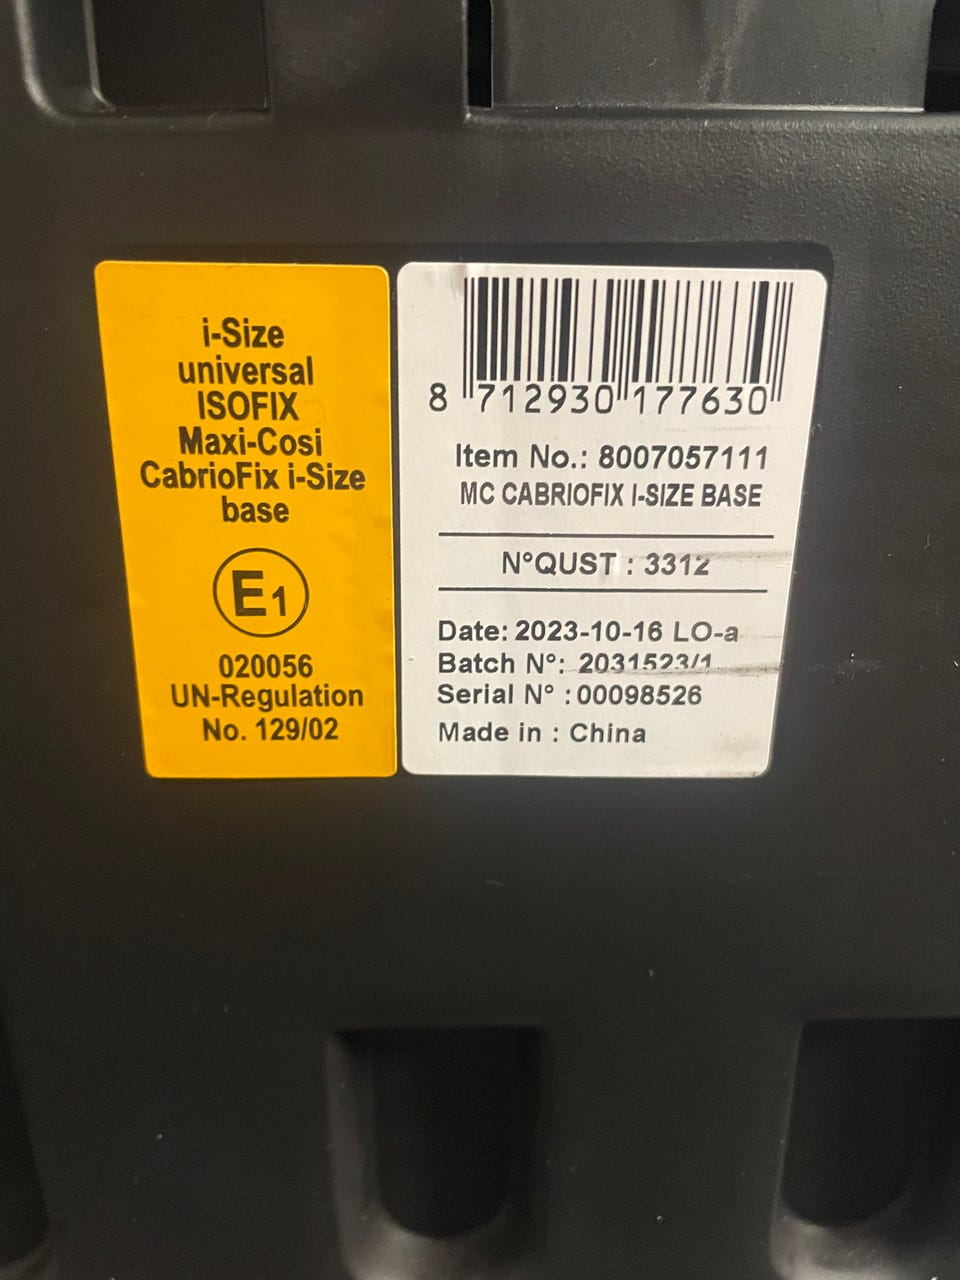 i-Size
universal
ISOFIX
Maxi-Cosi
CabrioFix i-Size
base
E1
020056
UN-Regulation
No. 129/02
8 712930 177630
Item No.: 8007057111
MC CABRIOFIX I-SIZE BASE
N°QUST : 3312
Date: 2023-10-16 LO-a
Batch N°: 2031523/1
Serial N° :00098526
Made in : China